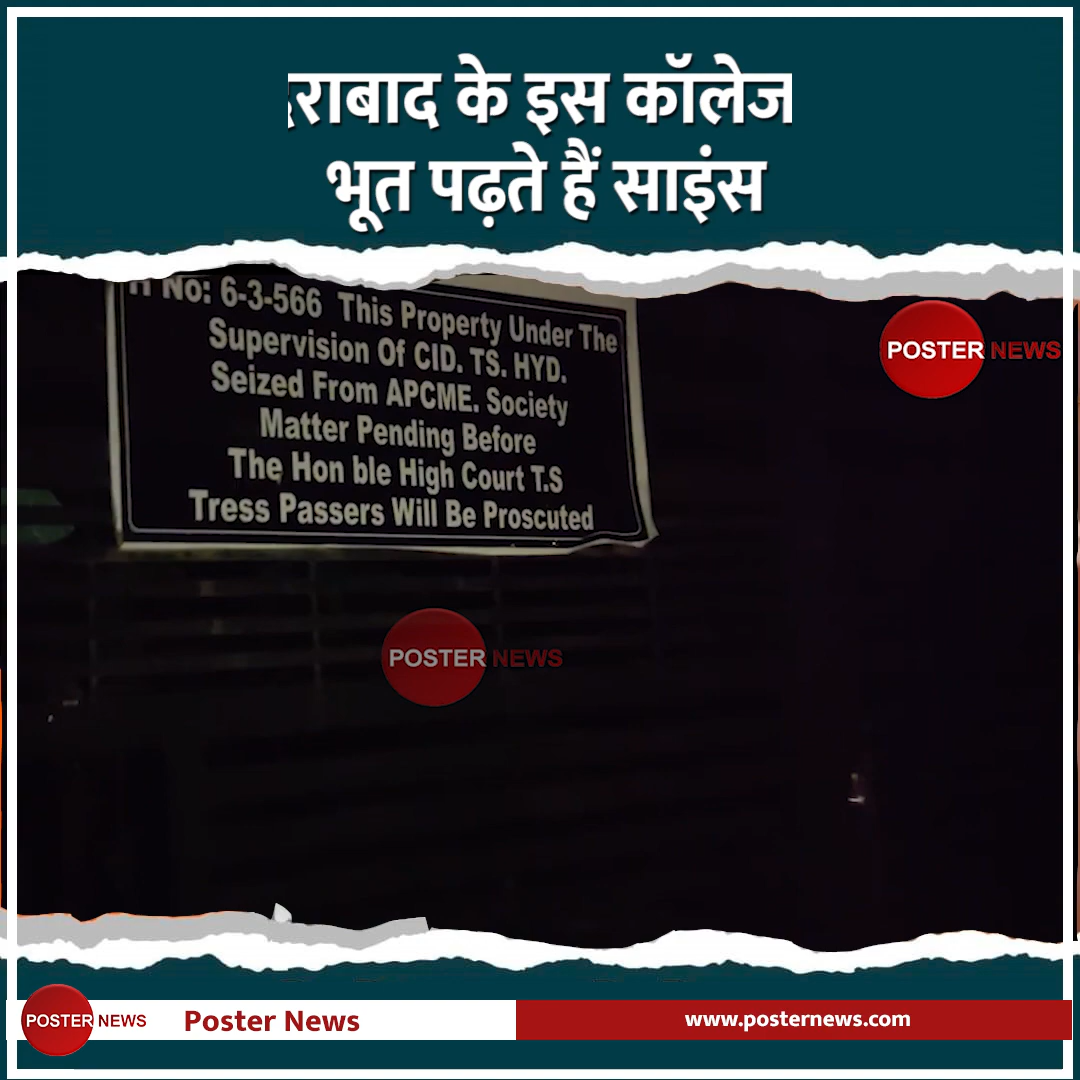 के इस कॉलेज
भूत पढ़ते हैं साइंस
No: 6-3-566 This Property Under The
Supervision Of CID. TS. HYD.
Seized From APCME. Society
Matter Pending Before
The Hon ble High Court T.S
Tress Passers Will Be Proscuted
POSTER NEWS
POSTER NEWS
POSTER NEWS
Poster News
www.posternews.com